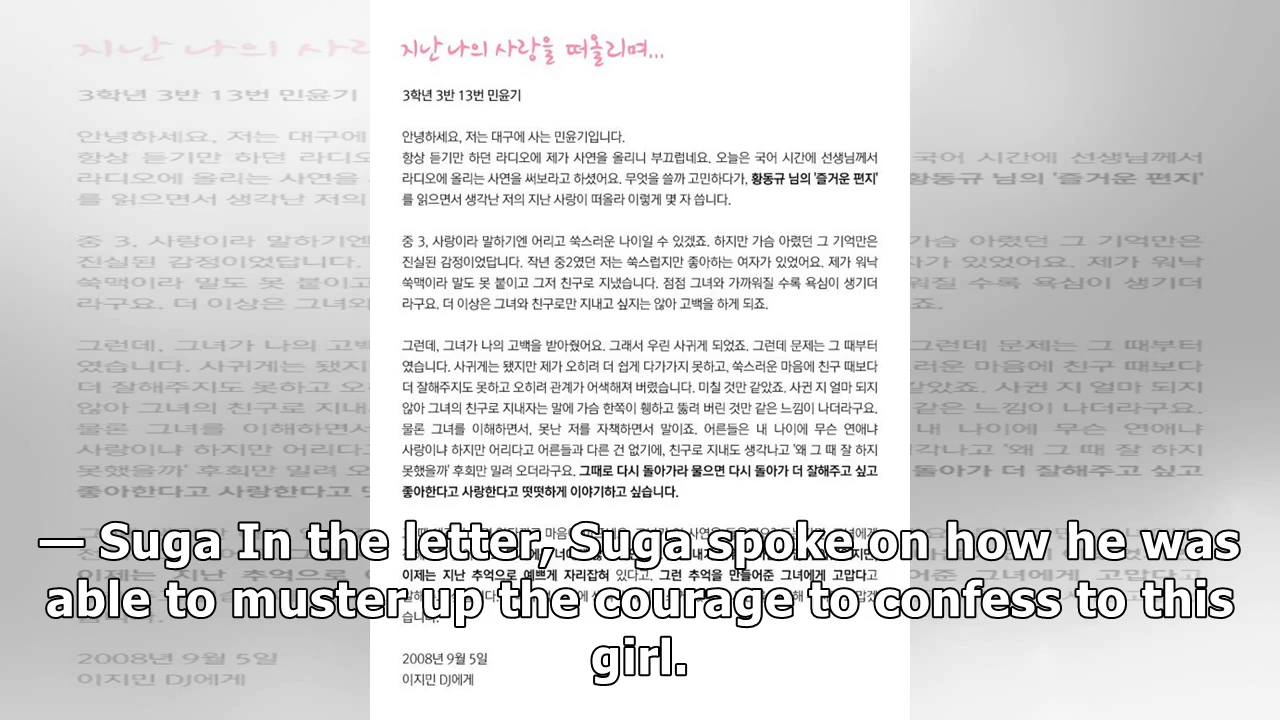 지난 나의 사랑을 떠올리며...
3학년 3반 13번 민윤기
안녕하세요, 저는 대구에 사는 민윤기입니다.
항상 듣기만 하던 라디오에 제가 사연을 올리니 부끄럽네요. 오늘은 국어 시간에 선생님께서
라디오에 올리는 사연을 써보라고 하셨어요. 무엇을 쓸까 고민하다가, 황동규 님의 '즐거운 편지'
를 읽으면서 생각난 저의 지난 사랑이 떠올라 이렇게 몇 자 씁니다.
중 3, 사랑이라 말하기엔 어리고 쑥스러운 나이일 수 있겠죠. 하지만 가슴 아렸던 그 기억만은
진실된 감정이었답니다. 작년 중2였던 저는 쑥스럽지만 좋아하는 여자가 있었어요. 제가 워낙
쑥맥이라 말도 못 붙이고 그저 친구로 지냈습니다. 점점 그녀와 가까워질 수록 욕심이 생기더
라구요. 더 이상은 그녀와 친구로만 지내고 싶지는 않아 고백을 하게 되죠.
그런데, 그녀가 나의 고백을 받아줬어요. 그래서 우린 사귀게 되었죠. 그런데 문제는 그 때부터
였습니다. 사귀게는 됐지만 제가 오히려 더 쉽게 다가가지 못하고, 쑥스러운 마음에 친구 때보다
더 잘해주지도 못하고 오히려 관계가 어색해져 버렸습니다. 미칠 것만 같았죠. 사귄 지 얼마 되지
않아 그녀의 친구로 지내자는 말에 가슴 한쪽이 휑하고 뚫려 버린 것만 같은 느낌이 나더라구요.
물론 그녀를 이해하면서, 못난 저를 자책하면서 말이죠. 어른들은 내 나이에 무슨 연애냐
사랑이냐 하지만 어리다고 어른들과 다른 건 없기에, 친구로 지내도 생각나고 '왜 그 때 잘 하지
못했을까' 후회만 밀려 오더라구요. 그때로 다시 돌아가라 물으면 다시 돌아가 더 잘해주고 싶고
좋아한다고 사랑한다고 떳떳하게 이야기하고 싶습니다.
이제는 지난 추억으로 예쁘게 자리잡혀 있다고, 그런 추억을 만들어준 그녀에게 고맙다고
습니다.
2008년 9월 5일
이지민 DJ에게
— Suga In the letter, Suga spoke on how he was
able to muster up the courage to confess to this
girl.